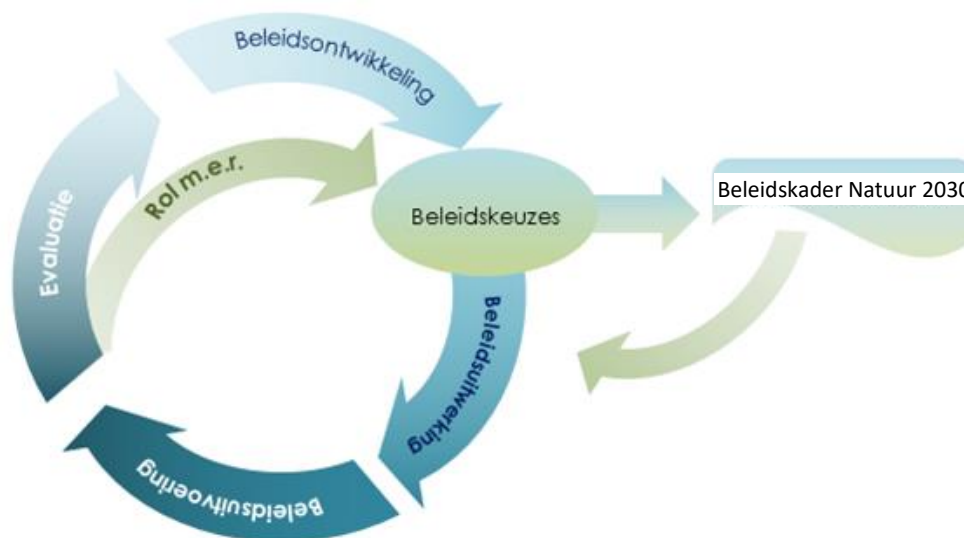 Beleidsontwikkeling
Rol m.e.r.
Evaluatie
Beleidskeuzes
Beleidskader Natuur 2030
Beleidsuitwerking
Beleidsuitvoering